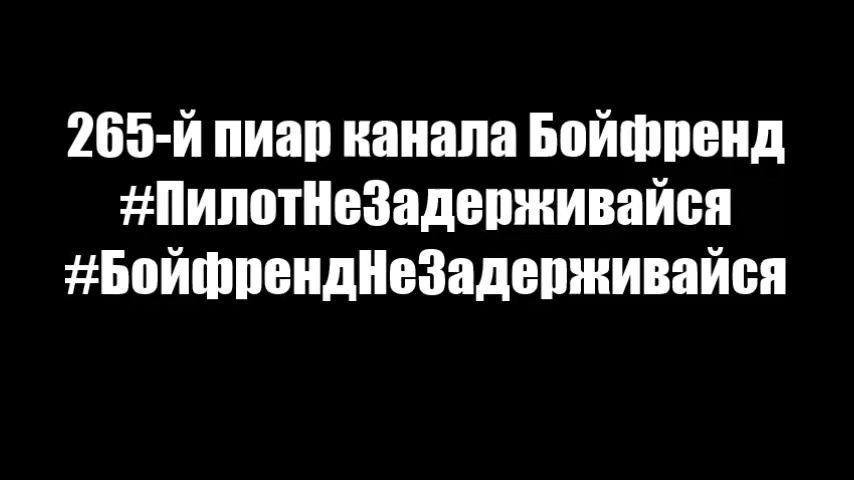 265-й пиар канала Бойфренд
#ПилотНеЗадерживайся
#БойфрендНеЗадерживайся